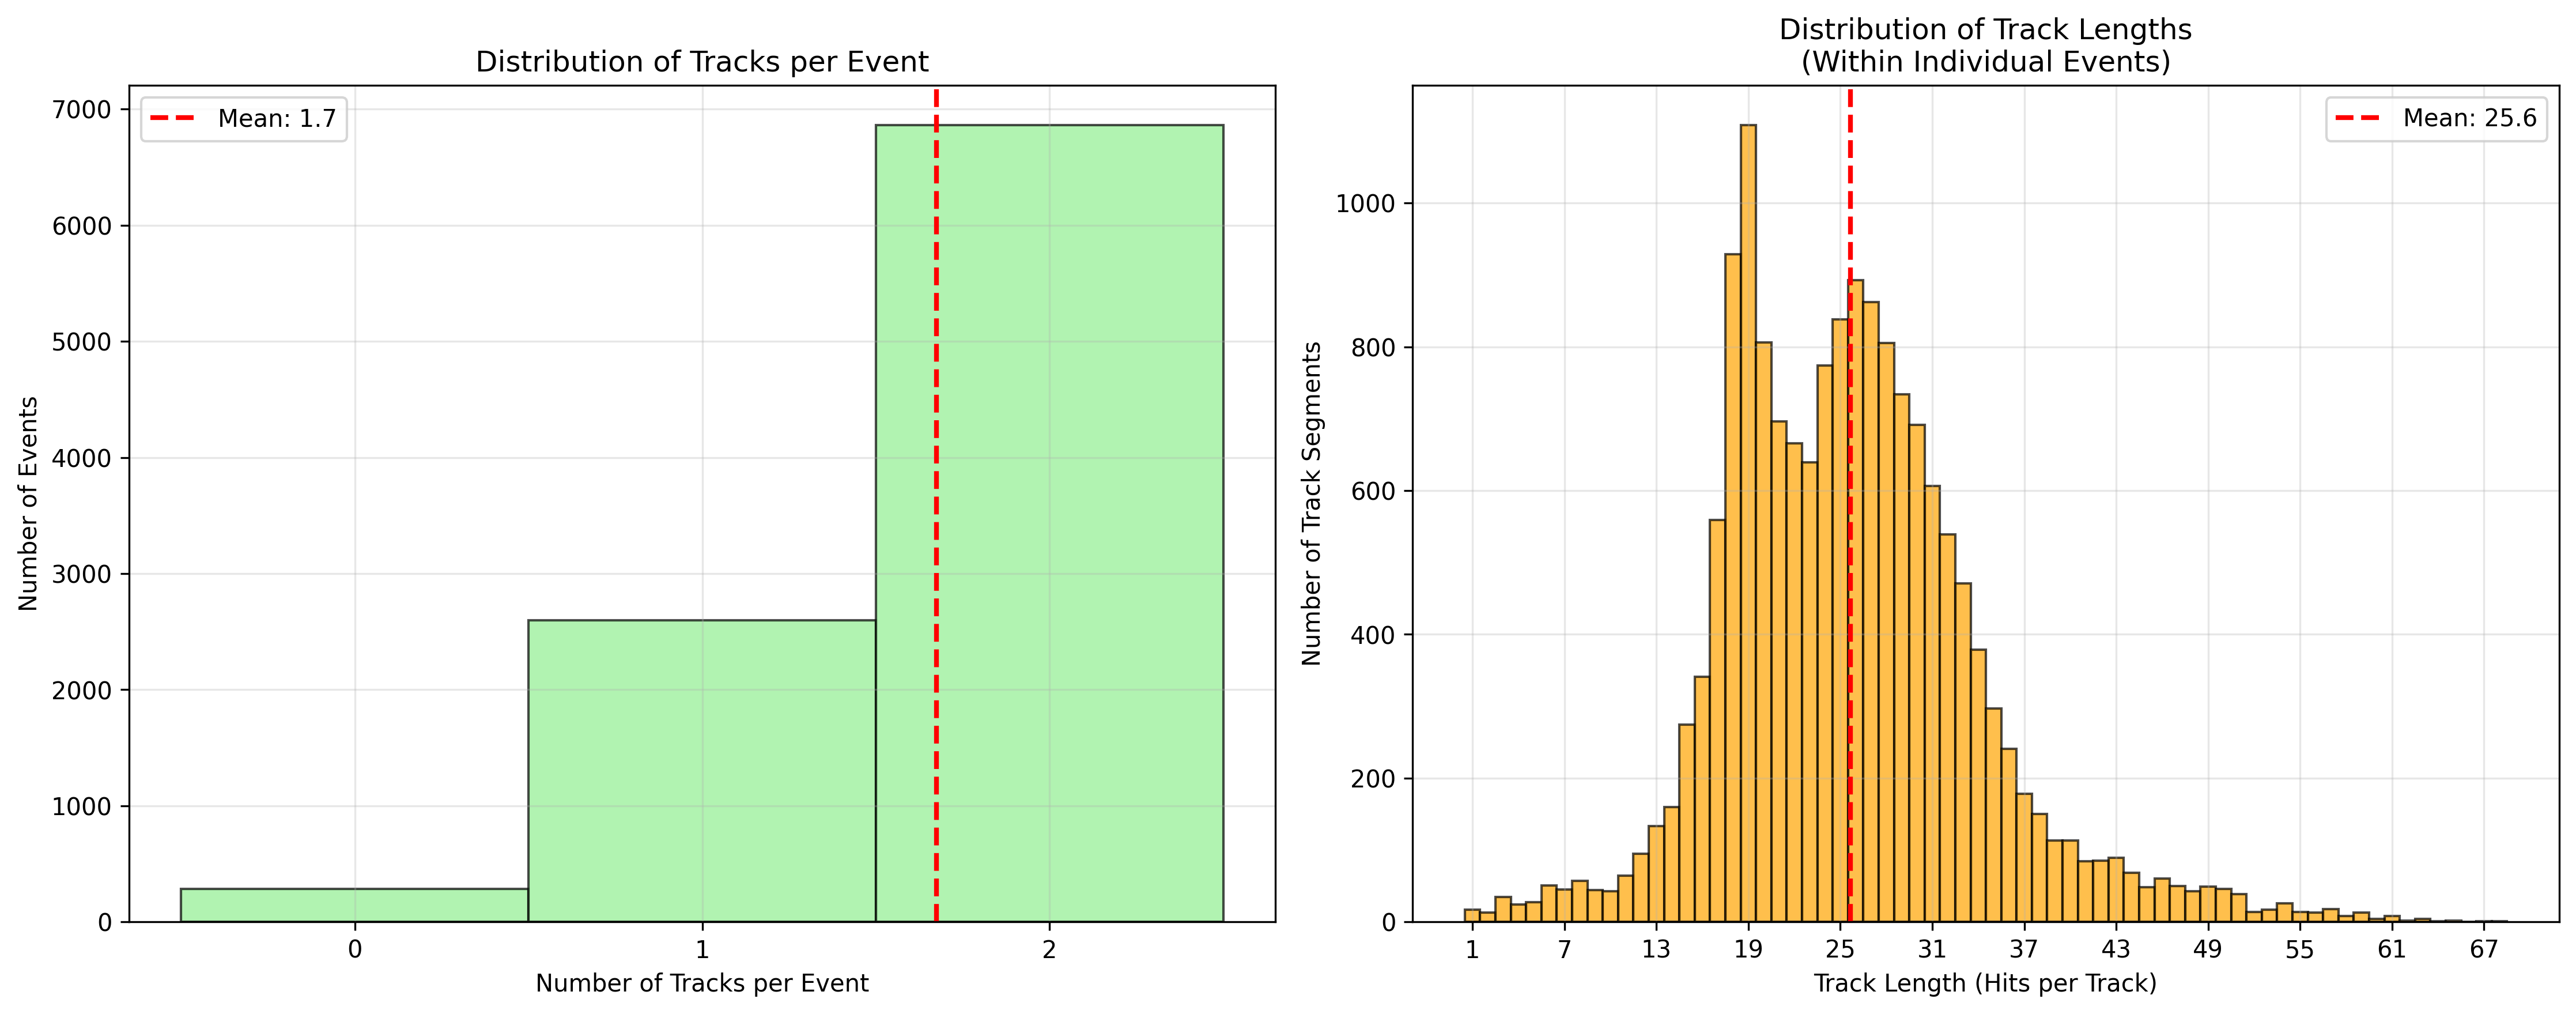 Distribution of Tracks per Event
Mean: 1.7
7000
6000
5000
4000
3000
2000
1000
0
Number of Events
0 1 2
Number of Tracks per Event
Distribution of Track Lengths
(Within Individual Events)
Mean: 25.6
1000
800
600
400
200
0
Number of Track Segments
1 7 13 19 25 31 37 43 49 55 61 67
Track Length (Hits per Track)